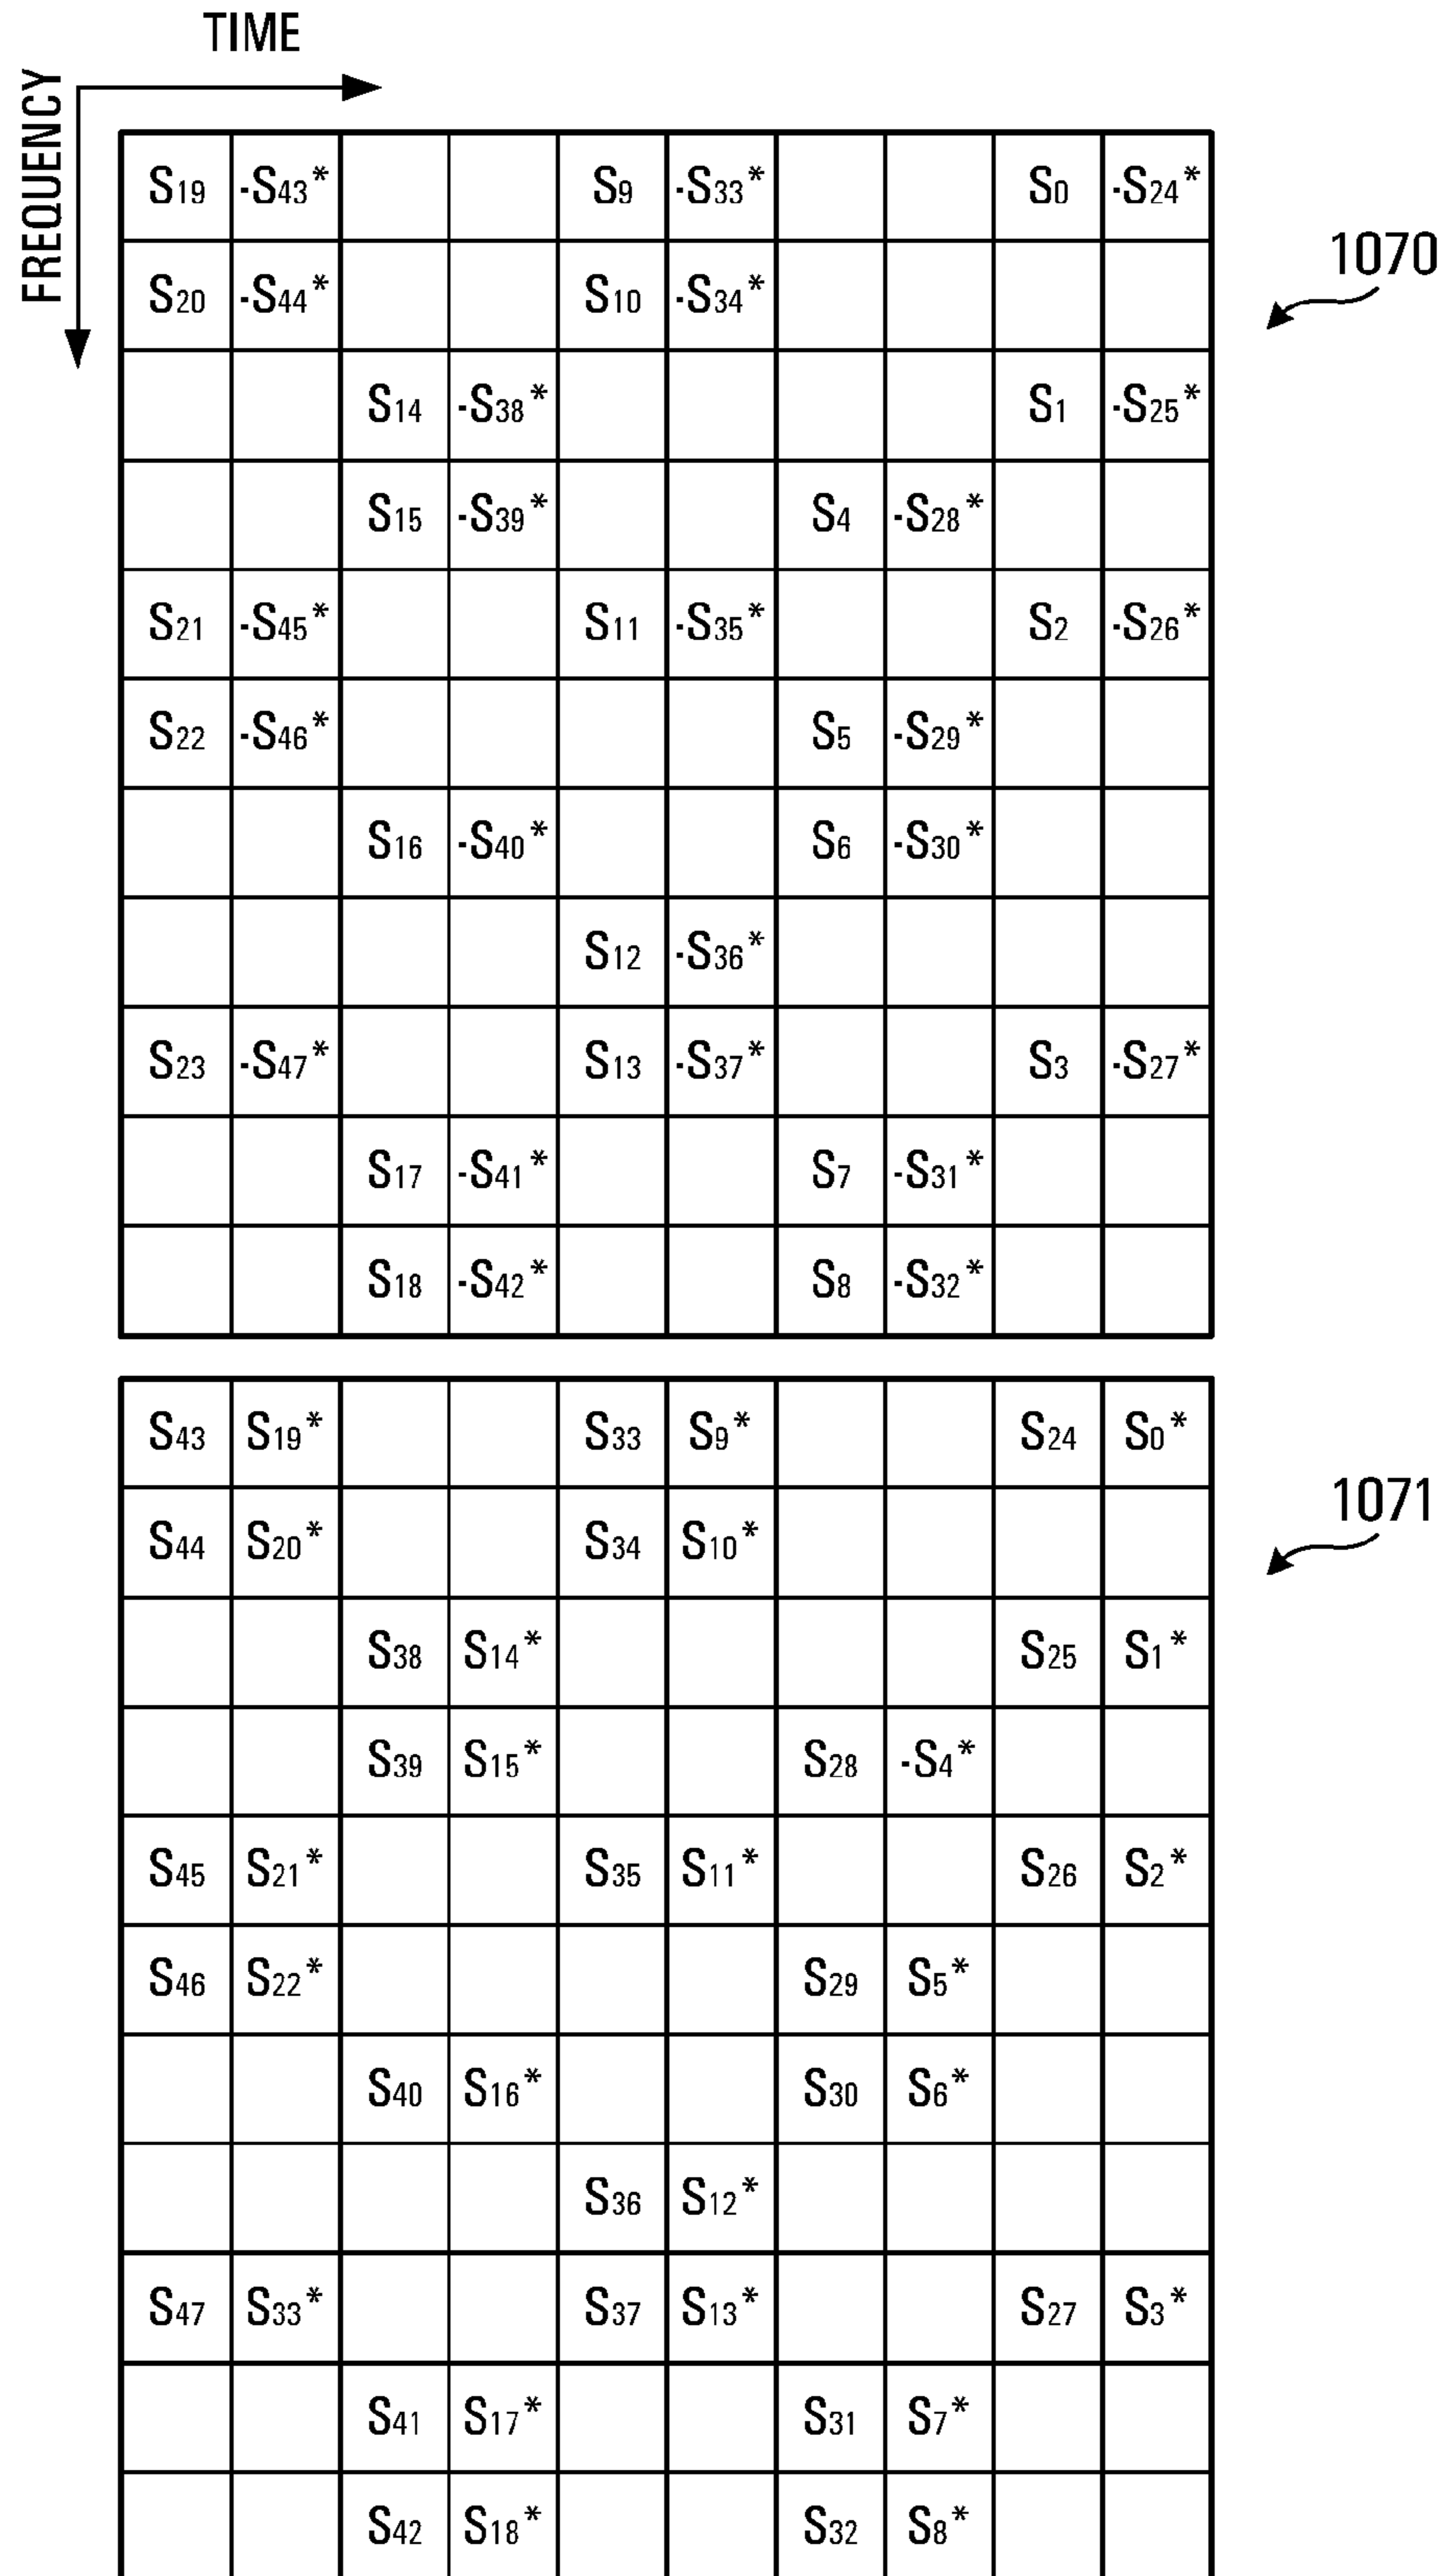 TIME
FREQUENCY
S19 -S43* S9 -S33* S0 -S24*
1070
S20 -S44* S10 -S34*
S14 -S38* S1 -S25*
S15 -S39* S4 -S28*
S21 -S45* S11 -S35* S2 -S26*
S22 -S46* S5 -S29*
S16 -S40* S6 -S30*
S12 -S36*
S23 -S47* S13 -S37* S3 -S27*
S17 -S41* S7 -S31*
S18 -S42* S8 -S32*
S43 S19* S33 S9* S24 S0*
1071
S44 S20* S34 S10*
S38 S14* S25 S1*
S39 S15* S28 -S4*
S45 S21* S35 S11* S26 S2*
S46 S22* S29 S5*
S40 S16* S30 S6*
S36 S12*
S47 S33* S37 S13* S27 S3*
S41 S17* S31 S7*
S42 S18* S32 S8*